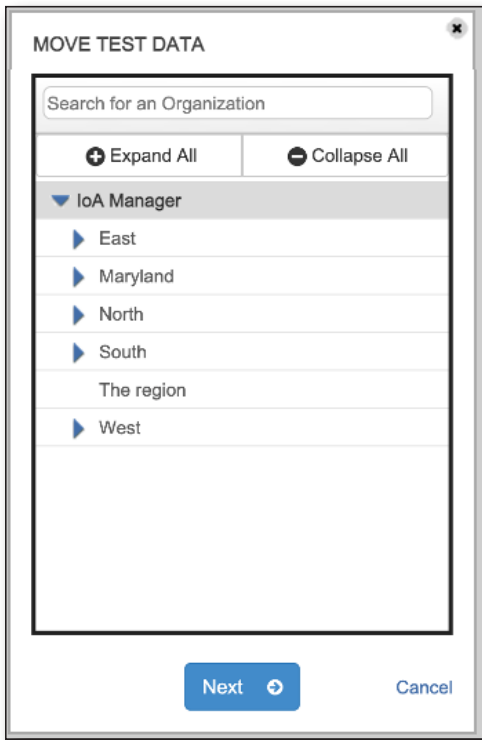 MOVE TEST DATA
Search for an Organization
Expand All Collapse All
IoA Manager
East
Maryland
North
South
The region
West
Next Cancel